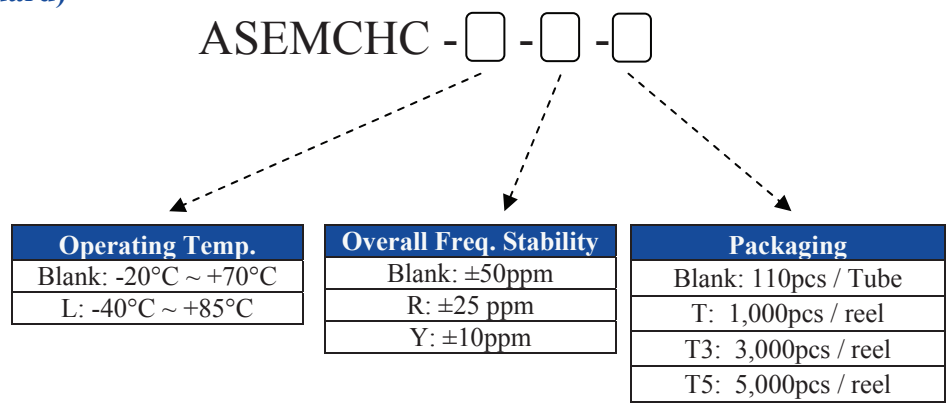 ASEMCHC - - -
Operating Temp.
Blank: -20°C ~ +70°C
L: -40°C ~ +85°C
Overall Freq. Stability
Blank: ±50ppm
R: ±25 ppm
Y: ±10ppm
Packaging
Blank: 110pcs / Tube
T: 1,000pcs / reel
T3: 3,000pcs / reel
T5: 5,000pcs / reel